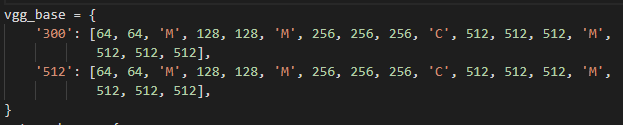 vgg_base = {
    '300': [64, 64, 'M', 128, 128, 'M', 256, 256, 256, 'C', 512, 512, 512, 'M',
            512, 512, 512],
    '512': [64, 64, 'M', 128, 128, 'M', 256, 256, 256, 'C', 512, 512, 512, 'M',
            512, 512, 512],
}